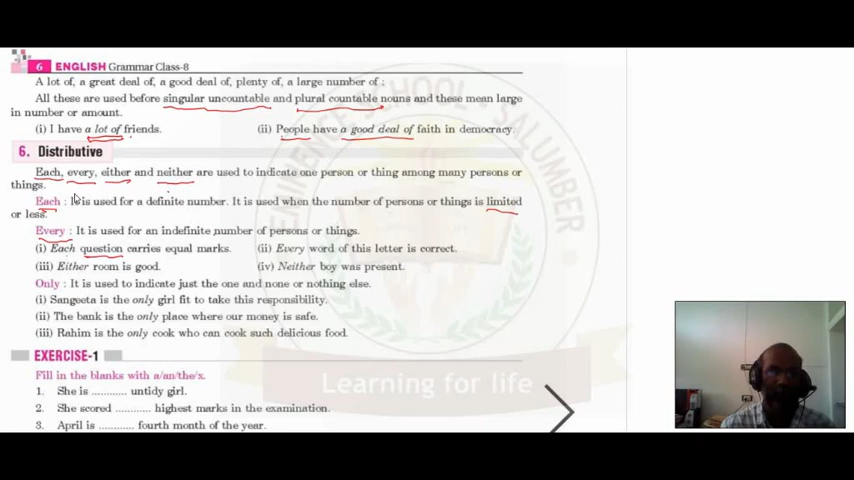 6 ENGLISH Grammar Class-8
A lot of, a great deal of, a good deal of, plenty of, a large number of :
All these are used before singular uncountable and plural countable nouns and these mean large
in number or amount.
(i) I have a lot of friends. (ii) People have a good deal of faith in democracy.
6. Distributive
Each, every, either and neither are used to indicate one person or thing among many persons or
things.
Each : It is used for a definite number. It is used when the number of persons or things is limited
or less.
Every : It is used for an indefinite number of persons or things.
(i) Each question carries equal marks. (ii) Every word of this letter is correct.
(iii) Either room is good. (iv) Neither boy was present.
Only : It is used to indicate just the one and none or nothing else.
(i) Sangeeta is the only girl fit to take this responsibility.
(ii) The bank is the only place where our money is safe.
(iii) Rahim is the only cook who can cook such delicious food.
EXERCISE-1
Fill in the blanks with a/an/the/x.
1. She is ............ untidy girl.
2. She scored ............ highest marks in the examination.
3. April is ............ fourth month of the year.
EMINENCE SCHOOL - SALUMBER
Learning for life